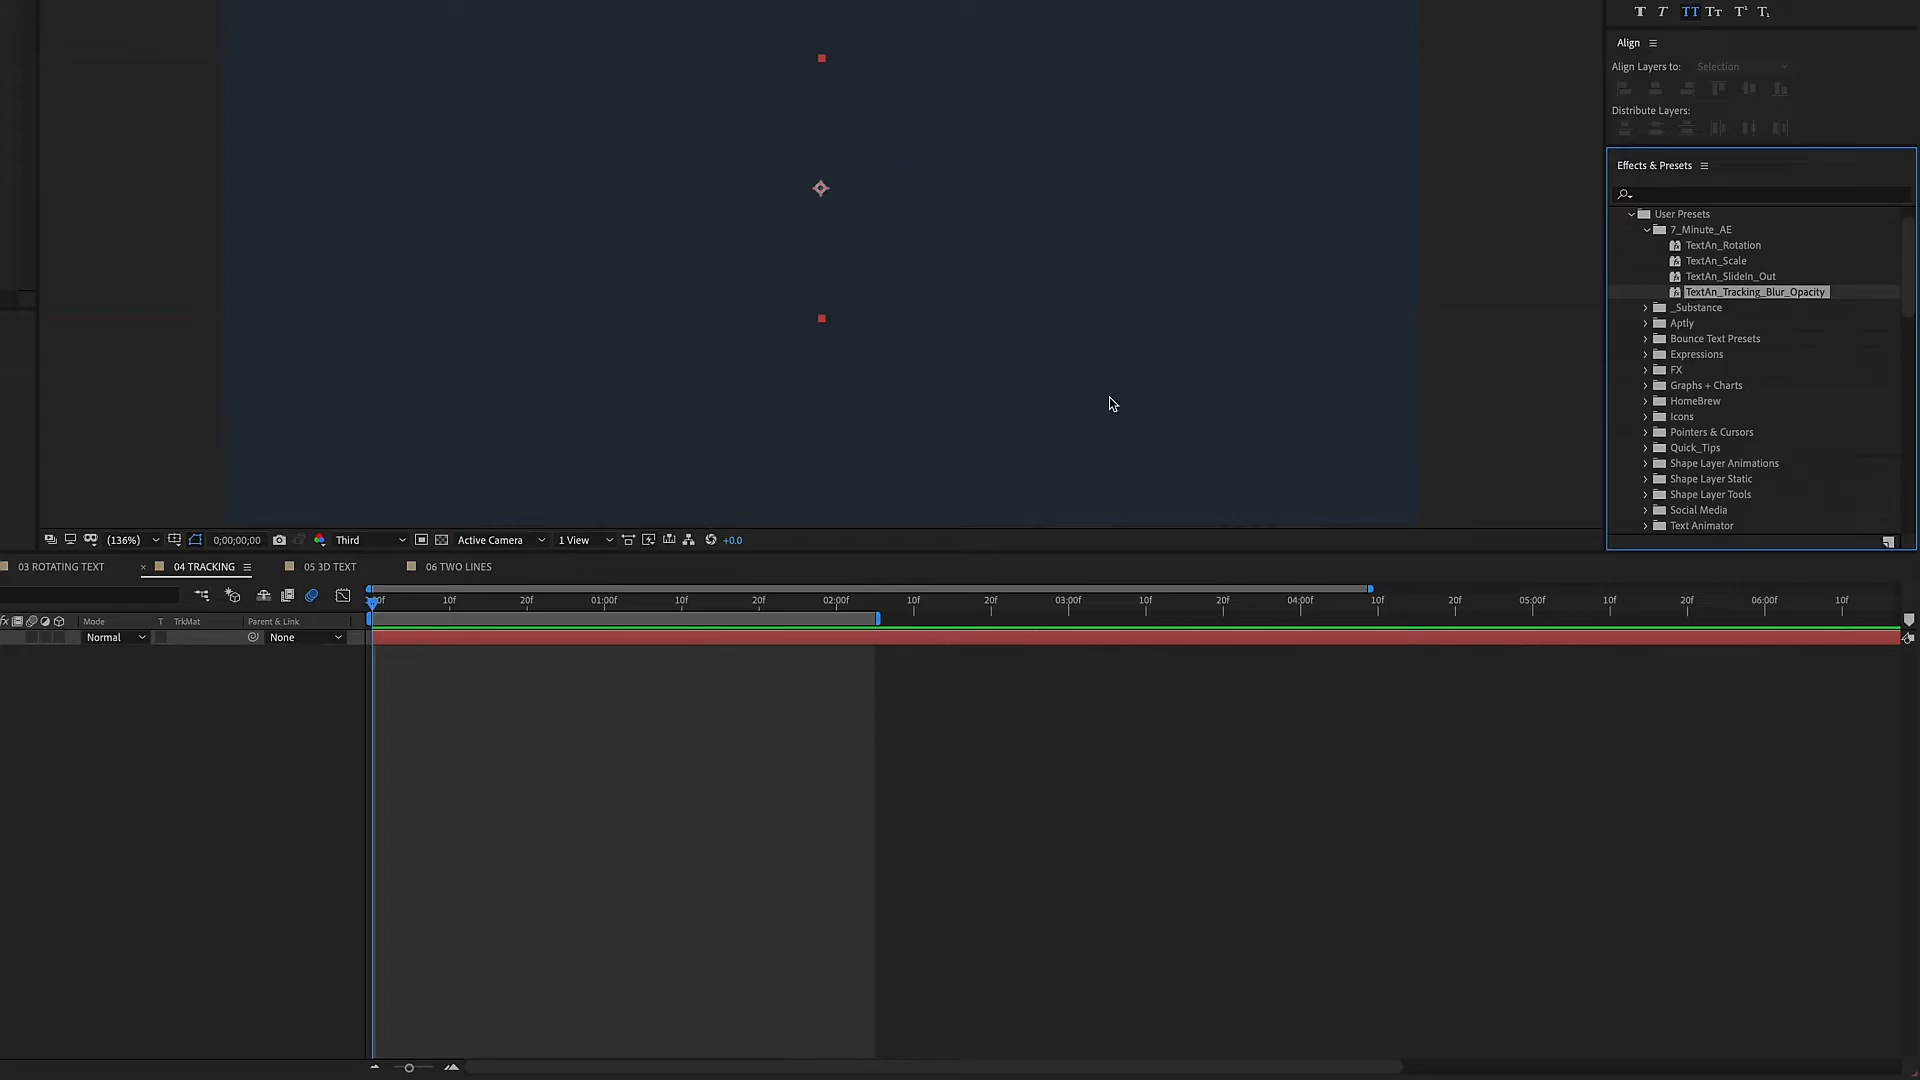 T T TT Tt T¹ T₁
Align
Align Layers to: Selection
Distribute Layers:
Effects & Presets
User Presets
7_Minute_AE
TextAn_Rotation
TextAn_Scale
TextAn_SlideIn_Out
TextAn_Tracking_Blur_Opacity
_Substance
Aptly
Bounce Text Presets
Expressions
FX
Graphs + Charts
HomeBrew
Icons
Pointers & Cursors
Quick_Tips
Shape Layer Animations
Shape Layer Static
Shape Layer Tools
Social Media
Text Animator
(136%) 0;00;00;00 Third Active Camera 1 View +0.0
03 ROTATING TEXT 04 TRACKING 05 3D TEXT 06 TWO LINES
10f 20f 01:00f 10f 20f 02:00f 10f 20f 03:00f 10f 20f 04:00f 10f 20f 05:00f 10f 20f 06:00f 10f
fx Mode T TrkMat Parent & Link
Normal None